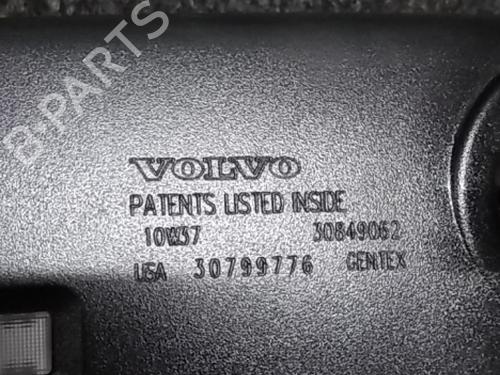 B-PARTS
VOLVO
PATENTS LISTED INSIDE
10W37 30849062
USA 30799776 GENTEX